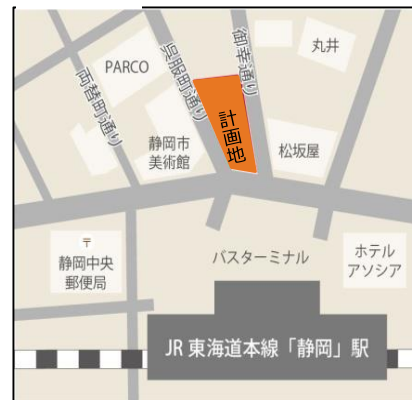 御幸通り
丸井
呉服町通り
PARCO
両替町通り
計画地
静岡市
美術館
松坂屋
〒
静岡中央
郵便局
バスターミナル
ホテル
アソシア
JR 東海道本線「静岡」駅